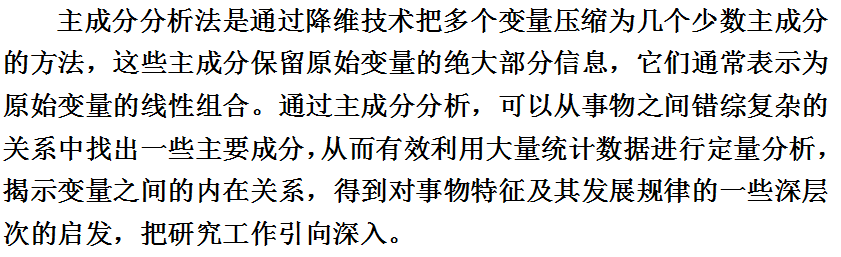 主成分分析法是通过降维技术把多个变量压缩为几个少数主成分
的方法，这些主成分保留原始变量的绝大部分信息，它们通常表示为
原始变量的线性组合。通过主成分分析，可以从事物之间错综复杂的
关系中找出一些主要成分，从而有效利用大量统计数据进行定量分析，
揭示变量之间的内在关系，得到对事物特征及其发展规律的一些深层
次的启发，把研究工作引向深入。